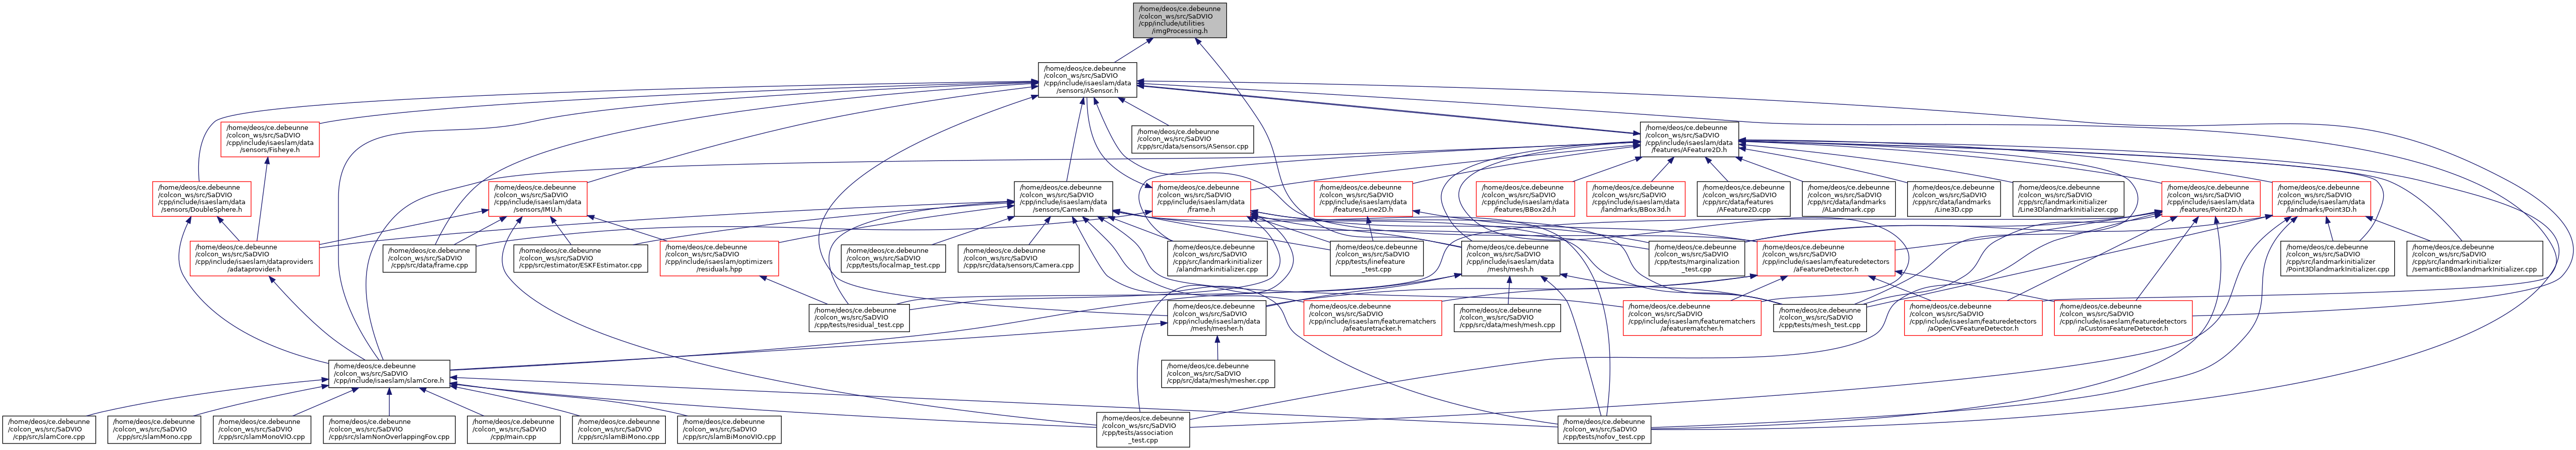 /home/deos/ce.debeunne
/colcon_ws/src/SaDVIO
/cpp/include/utilities
/imgProcessing.h
/home/deos/ce.debeunne
/colcon_ws/src/SaDVIO
/cpp/include/isaeslam/data
/sensors/ASensor.h
/home/deos/ce.debeunne
/colcon_ws/src/SaDVIO
/cpp/include/isaeslam/data
/sensors/Fisheye.h
/home/deos/ce.debeunne
/colcon_ws/src/SaDVIO
/cpp/src/data/sensors/ASensor.cpp
/home/deos/ce.debeunne
/colcon_ws/src/SaDVIO
/cpp/include/isaeslam/data
/features/AFeature2D.h
/home/deos/ce.debeunne
/colcon_ws/src/SaDVIO
/cpp/include/isaeslam/data
/sensors/DoubleSphere.h
/home/deos/ce.debeunne
/colcon_ws/src/SaDVIO
/cpp/include/isaeslam/data
/sensors/IMU.h
/home/deos/ce.debeunne
/colcon_ws/src/SaDVIO
/cpp/include/isaeslam/data
/sensors/Camera.h
/home/deos/ce.debeunne
/colcon_ws/src/SaDVIO
/cpp/include/isaeslam/data
/frame.h
/home/deos/ce.debeunne
/colcon_ws/src/SaDVIO
/cpp/include/isaeslam/data
/features/Line2D.h
/home/deos/ce.debeunne
/colcon_ws/src/SaDVIO
/cpp/include/isaeslam/data
/features/BBox2d.h
/home/deos/ce.debeunne
/colcon_ws/src/SaDVIO
/cpp/include/isaeslam/data
/landmarks/BBox3d.h
/home/deos/ce.debeunne
/colcon_ws/src/SaDVIO
/cpp/src/data/features
/AFeature2D.cpp
/home/deos/ce.debeunne
/colcon_ws/src/SaDVIO
/cpp/src/data/landmarks
/ALandmark.cpp
/home/deos/ce.debeunne
/colcon_ws/src/SaDVIO
/cpp/src/data/landmarks
/Line3D.cpp
/home/deos/ce.debeunne
/colcon_ws/src/SaDVIO
/cpp/src/landmarkinitializer
/Line3DlandmarkInitializer.cpp
/home/deos/ce.debeunne
/colcon_ws/src/SaDVIO
/cpp/include/isaeslam/data
/features/Point2D.h
/home/deos/ce.debeunne
/colcon_ws/src/SaDVIO
/cpp/include/isaeslam/data
/landmarks/Point3D.h
/home/deos/ce.debeunne
/colcon_ws/src/SaDVIO
/cpp/include/isaeslam/dataproviders
/adataprovider.h
/home/deos/ce.debeunne
/colcon_ws/src/SaDVIO
/cpp/src/data/frame.cpp
/home/deos/ce.debeunne
/colcon_ws/src/SaDVIO
/cpp/src/estimator/ESKFEstimator.cpp
/home/deos/ce.debeunne
/colcon_ws/src/SaDVIO
/cpp/include/isaeslam/optimizers
/residuals.hpp
/home/deos/ce.debeunne
/colcon_ws/src/SaDVIO
/cpp/tests/localmap_test.cpp
/home/deos/ce.debeunne
/colcon_ws/src/SaDVIO
/cpp/src/data/sensors/Camera.cpp
/home/deos/ce.debeunne
/colcon_ws/src/SaDVIO
/cpp/src/landmarkinitializer
/alandmarkinitializer.cpp
/home/deos/ce.debeunne
/colcon_ws/src/SaDVIO
/cpp/tests/linefeature
_test.cpp
/home/deos/ce.debeunne
/colcon_ws/src/SaDVIO
/cpp/include/isaeslam/data
/mesh/mesh.h
/home/deos/ce.debeunne
/colcon_ws/src/SaDVIO
/cpp/tests/marginalization
_test.cpp
/home/deos/ce.debeunne
/colcon_ws/src/SaDVIO
/cpp/include/isaeslam/featuredetectors
/aFeatureDetector.h
/home/deos/ce.debeunne
/colcon_ws/src/SaDVIO
/cpp/src/landmarkinitializer
/Point3DlandmarkInitializer.cpp
/home/deos/ce.debeunne
/colcon_ws/src/SaDVIO
/cpp/src/landmarkinitializer
/semanticBBoxlandmarkInitializer.cpp
/home/deos/ce.debeunne
/colcon_ws/src/SaDVIO
/cpp/tests/residual_test.cpp
/home/deos/ce.debeunne
/colcon_ws/src/SaDVIO
/cpp/include/isaeslam/data
/mesh/mesher.h
/home/deos/ce.debeunne
/colcon_ws/src/SaDVIO
/cpp/include/isaeslam/featurematchers
/afeaturetracker.h
/home/deos/ce.debeunne
/colcon_ws/src/SaDVIO
/cpp/src/data/mesh/mesh.cpp
/home/deos/ce.debeunne
/colcon_ws/src/SaDVIO
/cpp/include/isaeslam/featurematchers
/afeaturematcher.h
/home/deos/ce.debeunne
/colcon_ws/src/SaDVIO
/cpp/tests/mesh_test.cpp
/home/deos/ce.debeunne
/colcon_ws/src/SaDVIO
/cpp/include/isaeslam/featuredetectors
/aOpenCVFeatureDetector.h
/home/deos/ce.debeunne
/colcon_ws/src/SaDVIO
/cpp/include/isaeslam/featuredetectors
/aCustomFeatureDetector.h
/home/deos/ce.debeunne
/colcon_ws/src/SaDVIO
/cpp/include/isaeslam/slamCore.h
/home/deos/ce.debeunne
/colcon_ws/src/SaDVIO
/cpp/src/data/mesh/mesher.cpp
/home/deos/ce.debeunne
/colcon_ws/src/SaDVIO
/cpp/src/slamCore.cpp
/home/deos/ce.debeunne
/colcon_ws/src/SaDVIO
/cpp/src/slamMono.cpp
/home/deos/ce.debeunne
/colcon_ws/src/SaDVIO
/cpp/src/slamMonoVIO.cpp
/home/deos/ce.debeunne
/colcon_ws/src/SaDVIO
/cpp/src/slamNonOverlappingFov.cpp
/home/deos/ce.debeunne
/colcon_ws/src/SaDVIO
/cpp/main.cpp
/home/deos/ce.debeunne
/colcon_ws/src/SaDVIO
/cpp/src/slamBiMono.cpp
/home/deos/ce.debeunne
/colcon_ws/src/SaDVIO
/cpp/src/slamBiMonoVIO.cpp
/home/deos/ce.debeunne
/colcon_ws/src/SaDVIO
/cpp/tests/association
_test.cpp
/home/deos/ce.debeunne
/colcon_ws/src/SaDVIO
/cpp/tests/nofov_test.cpp